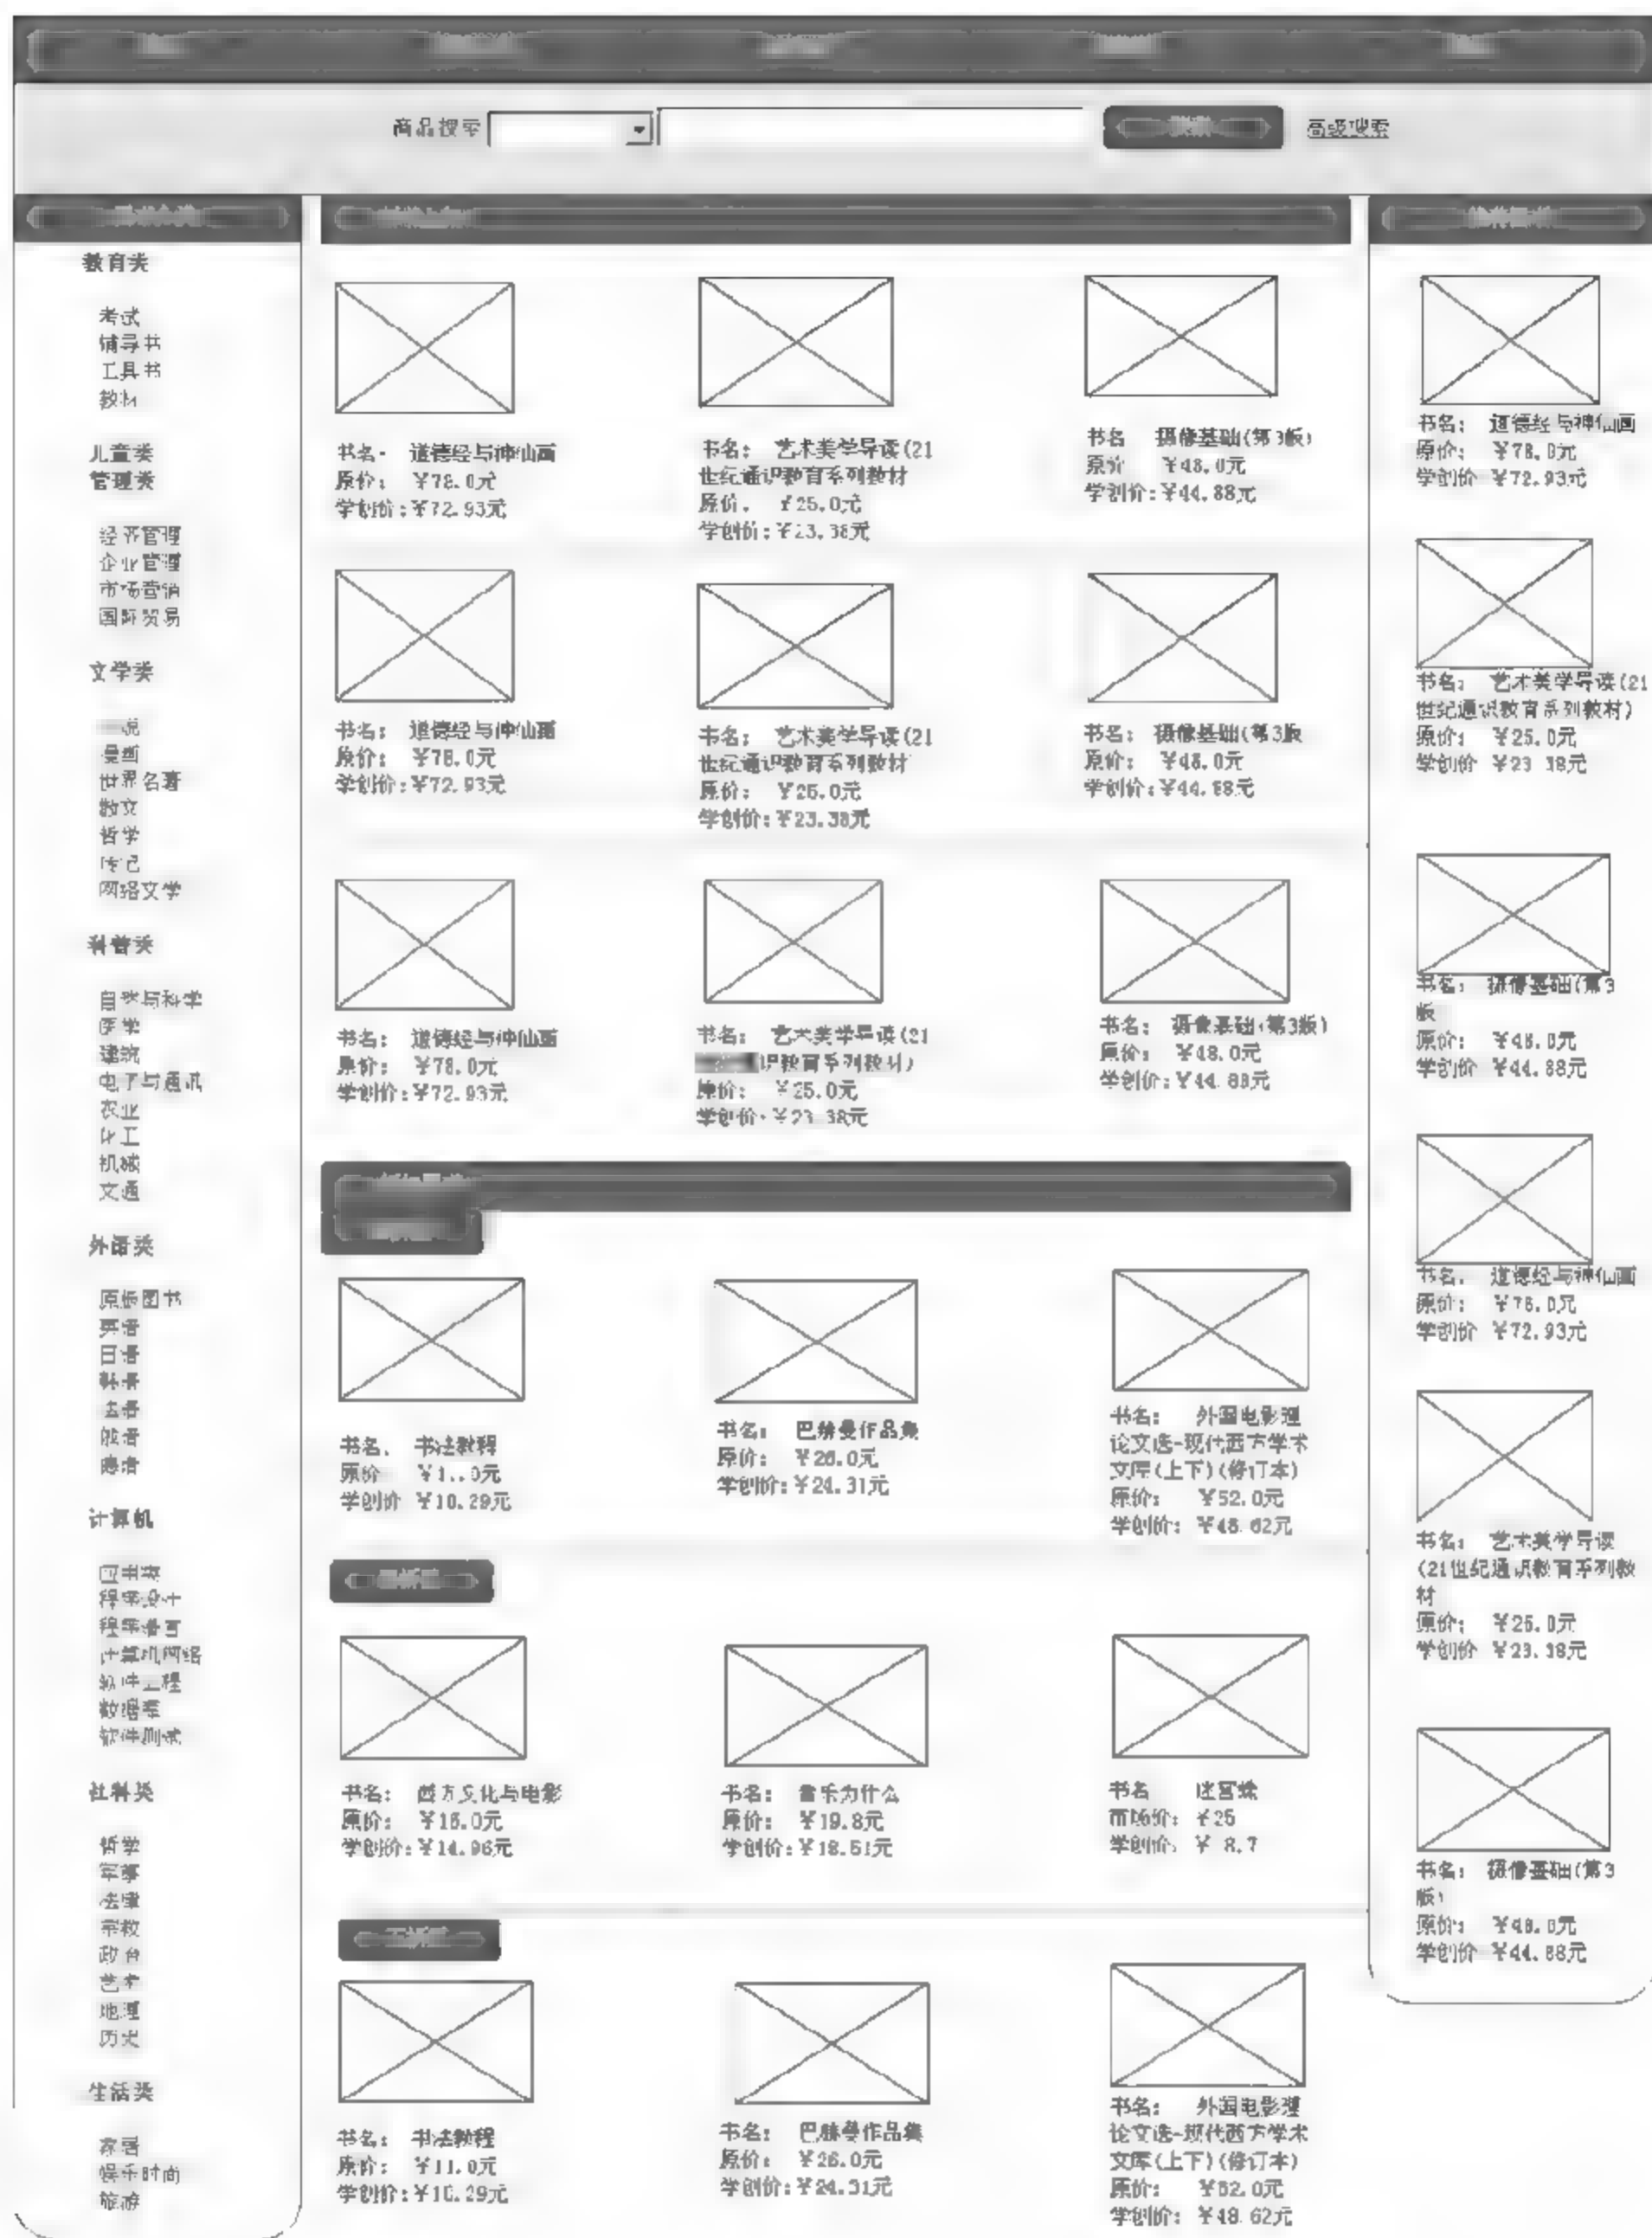 商品搜索
高级搜索
教育类
考试
辅导书
工具书
教材
儿童类
管理类
经济管理
企业管理
市场营销
国际贸易
文学类
说
漫画
世界名著
散文
哲学
传记
网络文学
科普类
自然与科学
医学
建筑
电子与通讯
农业
化工
机械
外语类
原版图书
英语
日语
韩语
法语
俄语
德语
计算机
应用类
程序设计
程序语言
计算机网络
软件工程
数据库
软件测试
社科类
哲学
军事
法律
宗教
政治
艺术
地理
历史
生活类
家居
娱乐时尚
旅游
书名: 道德经与神仙画
原价: ¥78.0元
学创价:¥72.93元
书名: 艺术美学导读(21
世纪通识教育系列教材
原价: ¥25.0元
学创价:¥23.38元
书名 摄像基础(第3版)
原价 ¥48.0元
学创价:¥44.88元
书名: 道德经与神仙画
原价: ¥78.0元
学创价:¥72.93元
书名: 艺术美学导读(21
世纪通识教育系列教材
原价: ¥25.0元
学创价:¥23.38元
书名: 摄像基础(第3版
原价: ¥48.0元
学创价:¥44.88元
书名: 道德经与神仙画
原价: ¥78.0元
学创价:¥72.93元
书名: 艺术美学导读(21
识教育系列教材)
原价: ¥25.0元
学创价:¥23.38元
书名: 摄像基础(第3版)
原价: ¥48.0元
学创价:¥44.88元
书名: 书法教程
原价
学创价 ¥10.29元
书名: 巴赫曼作品集
原价: ¥26.0元
学创价:¥24.31元
书名: 外国电影理
论文选-现代西方学术
文库(上下)(修订本)
原价: ¥52.0元
学创价: ¥48.62元
书名: 西方文化与电影
原价: ¥16.0元
学创价:¥14.96元
书名: 音乐为什么
原价: ¥19.8元
学创价:¥18.51元
书名
市场价: ¥25
学创价: ¥
书名: 书法教程
原价: ¥11.0元
学创价:¥10.29元
书名: 巴赫曼作品集
原价: ¥26.0元
学创价:¥24.31元
书名: 外国电影理
论文选-现代西方学术
文库(上下)(修订本)
原价: ¥52.0元
学创价: ¥48.62元
书名: 道德经与神仙画
原价: ¥78.0元
学创价 ¥72.93元
书名: 艺术美学导读(21
世纪通识教育系列教材)
原价: ¥25.0元
学创价 ¥23.38元
书名: 摄像基础(第3
版
原价: ¥48.0元
学创价 ¥44.88元
书名: 道德经与神仙画
原价: ¥78.0元
学创价 ¥72.93元
书名: 艺术美学导读
(21世纪通识教育系列教
材
原价: ¥25.0元
学创价 ¥23.38元
书名: 摄像基础(第3
版)
原价: ¥48.0元
学创价 ¥44.88元